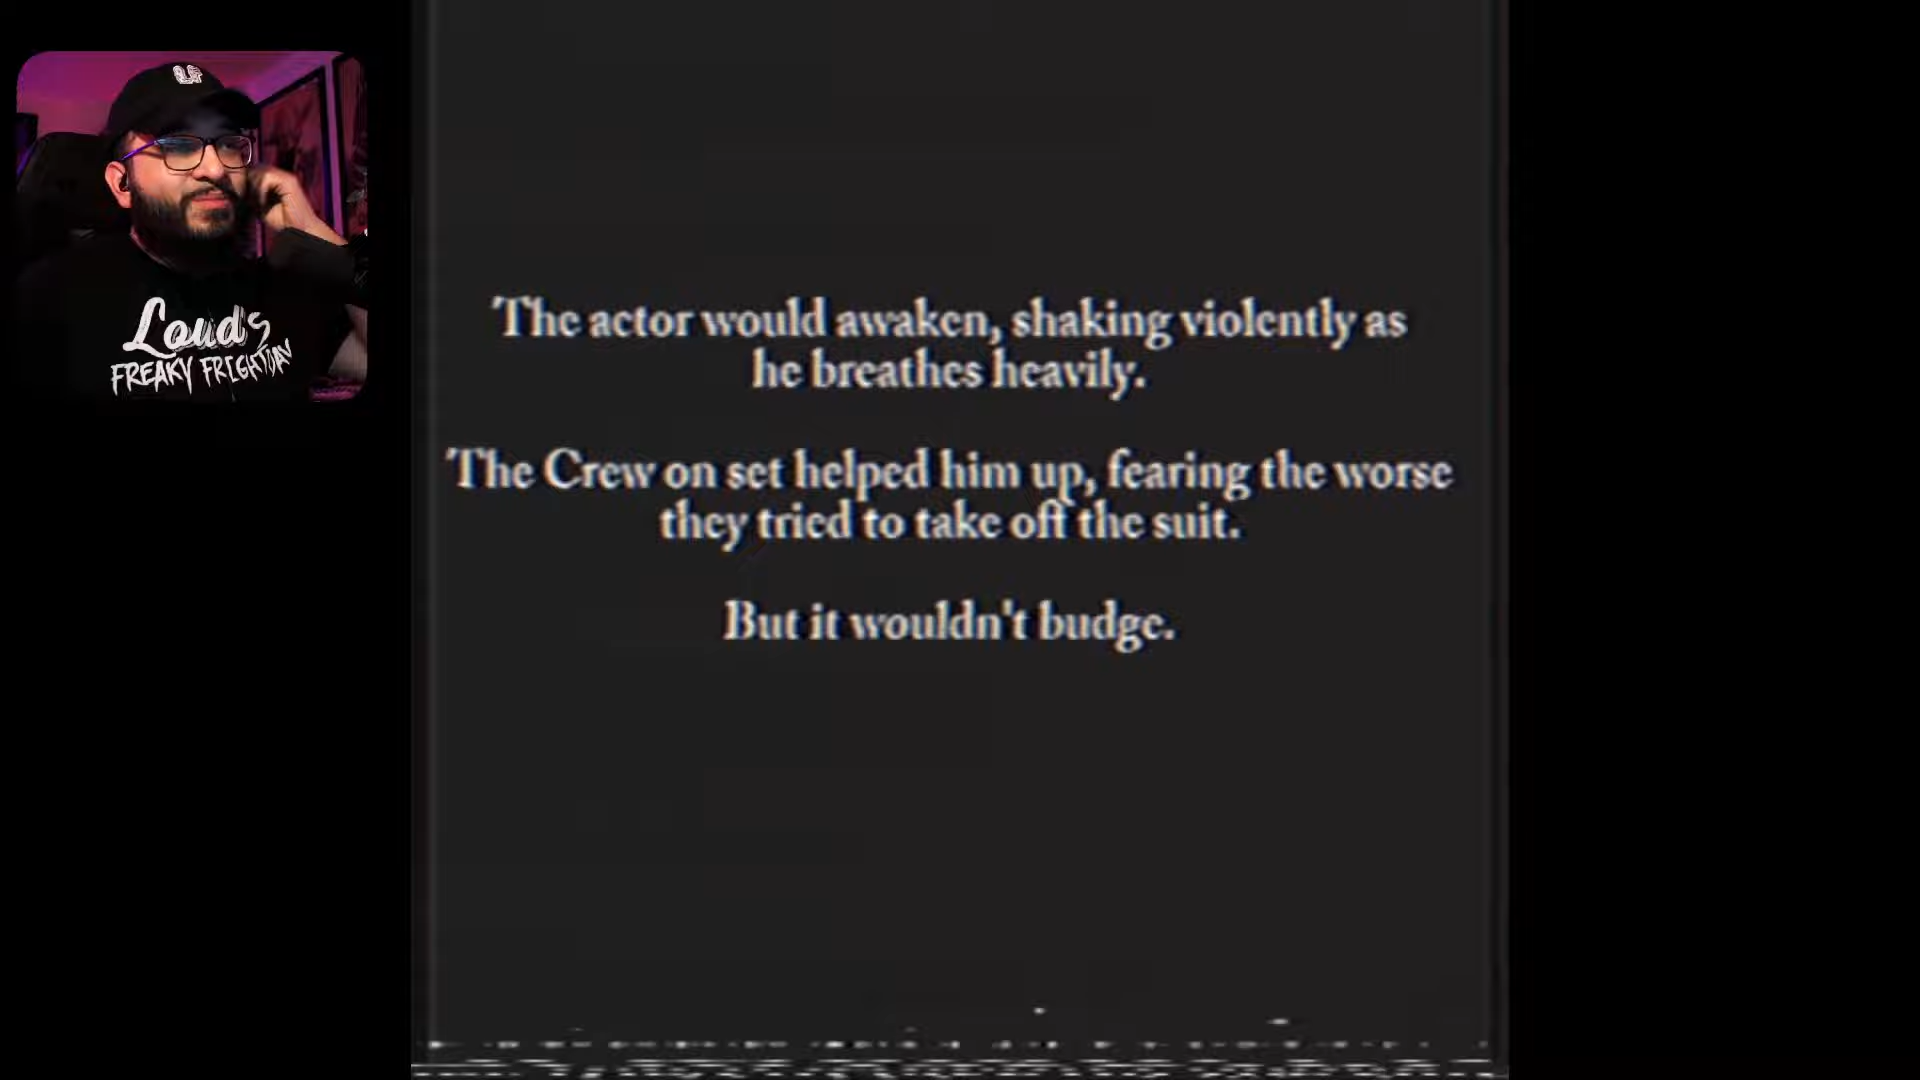 Loud's
FREAKY FRIGHTDAY
The actor would awaken, shaking violently as
he breathes heavily.
The Crew on set helped him up, fearing the worse
they tried to take off the suit.
But it wouldn't budge.